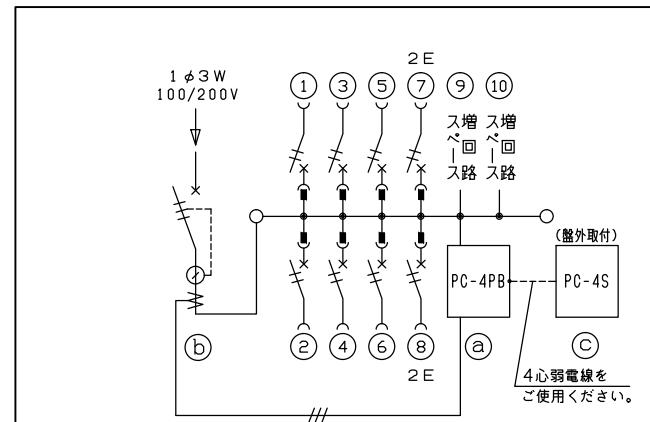 2E
1φ3W
100/200V
① ③ ⑤ ⑦ ⑨ ⑩
増回路
スペース
増回路
スペース
(盤外取付)
PC-4PB
PC-4S
② ④ ⑥ ⑧ ⓐ
ⓑ
ⓒ
2E
4心弱電線を
ご使用ください。